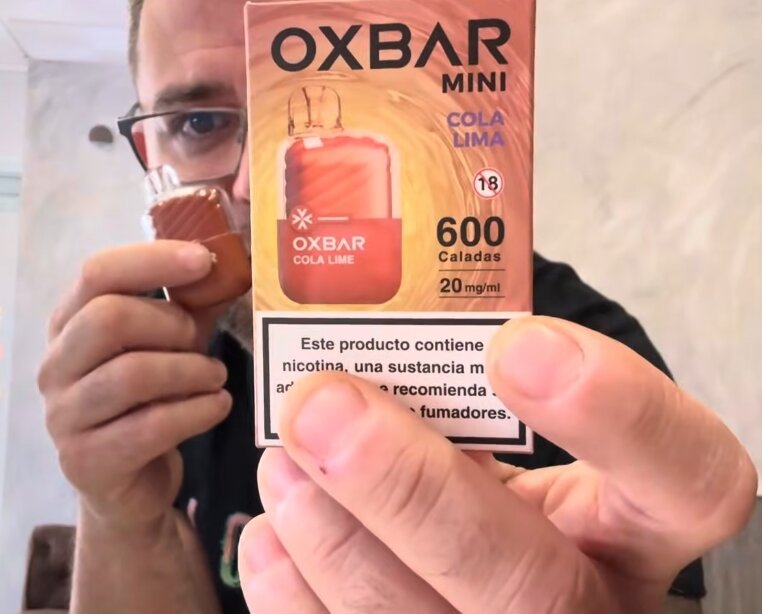 OXBAR
MINI
COLA
LIMA
18
OXBAR
COLA LIME
600
Caladas
20 mg/ml
Este producto contiene
nicotina, una sustancia
recomienda
fumadores.